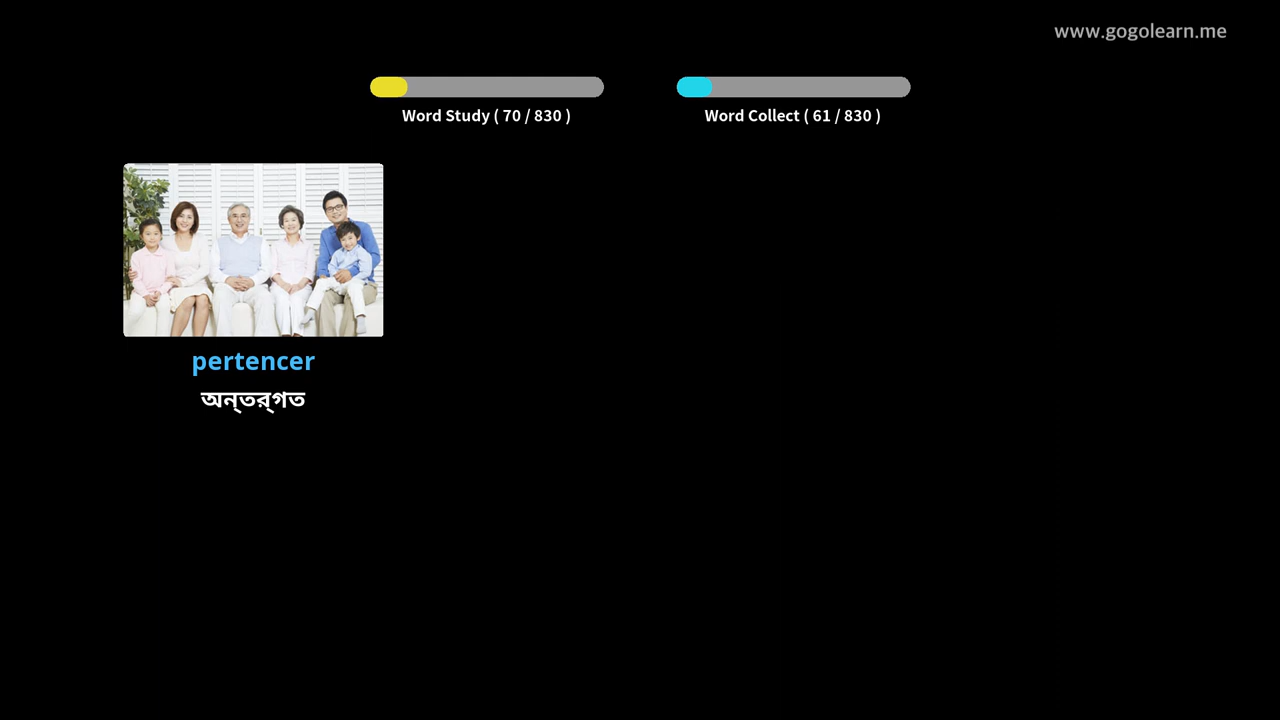 www.gogolearn.me
Word Study ( 70 / 830 )
Word Collect ( 61 / 830 )
pertencer
অন্তর্গত